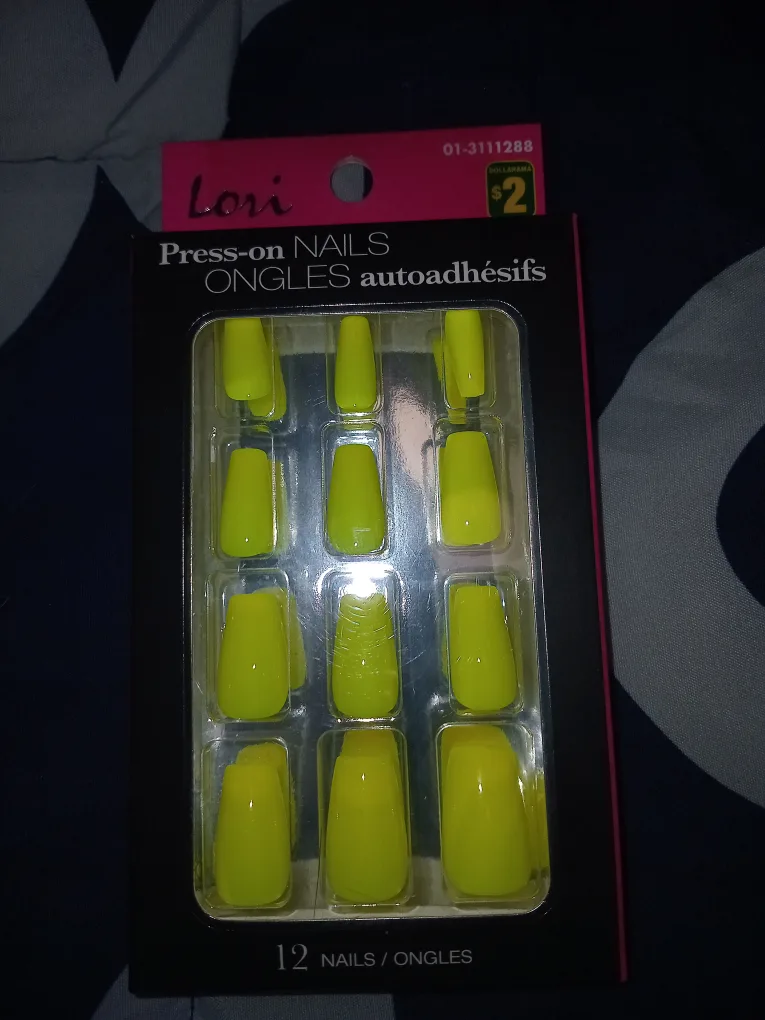 01-3111288
Lori
DOLLARAMA
$2
Press-on NAILS
ONGLES autoadhésifs
12 NAILS / ONGLES